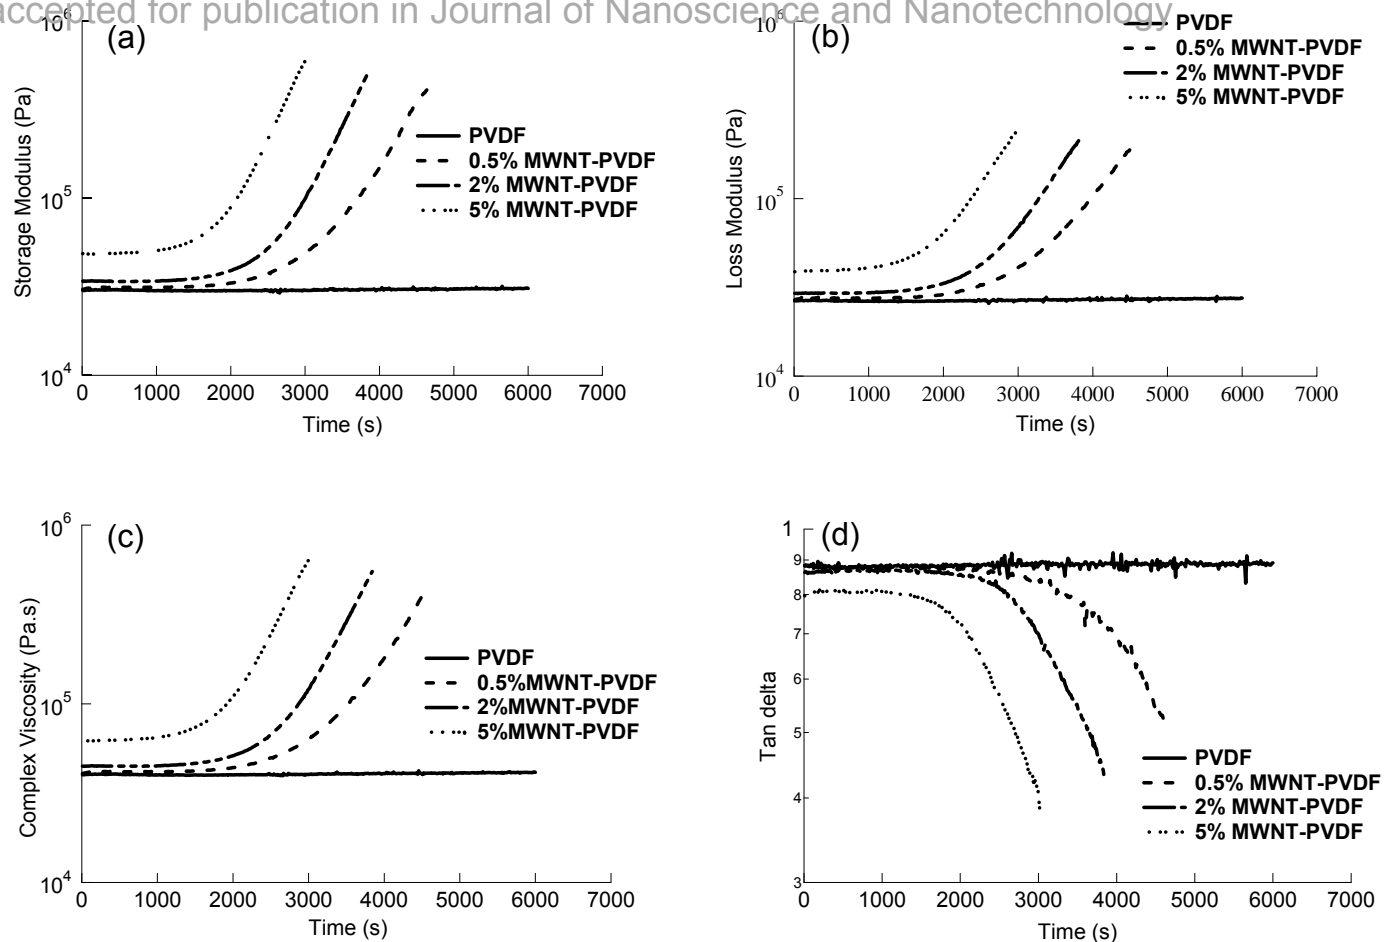 accepted for publication in Journal of Nanoscience and Nanotechnology
(a)
10^6
10^5
10^4
Storage Modulus (Pa)
PVDF
0.5% MWNT-PVDF
2% MWNT-PVDF
5% MWNT-PVDF
0 1000 2000 3000 4000 5000 6000 7000
Time (s)
(b)
10^6
10^5
10^4
Loss Modulus (Pa)
PVDF
0.5% MWNT-PVDF
2% MWNT-PVDF
5% MWNT-PVDF
0 1000 2000 3000 4000 5000 6000 7000
Time (s)
(c)
10^6
10^5
10^4
Complex Viscosity (Pa.s)
PVDF
0.5%MWNT-PVDF
2%MWNT-PVDF
5%MWNT-PVDF
0 1000 2000 3000 4000 5000 6000 7000
Time (s)
(d)
1
9
8
7
6
5
4
3
Tan delta
PVDF
0.5% MWNT-PVDF
2% MWNT-PVDF
5% MWNT-PVDF
0 1000 2000 3000 4000 5000 6000 7000
Time (s)